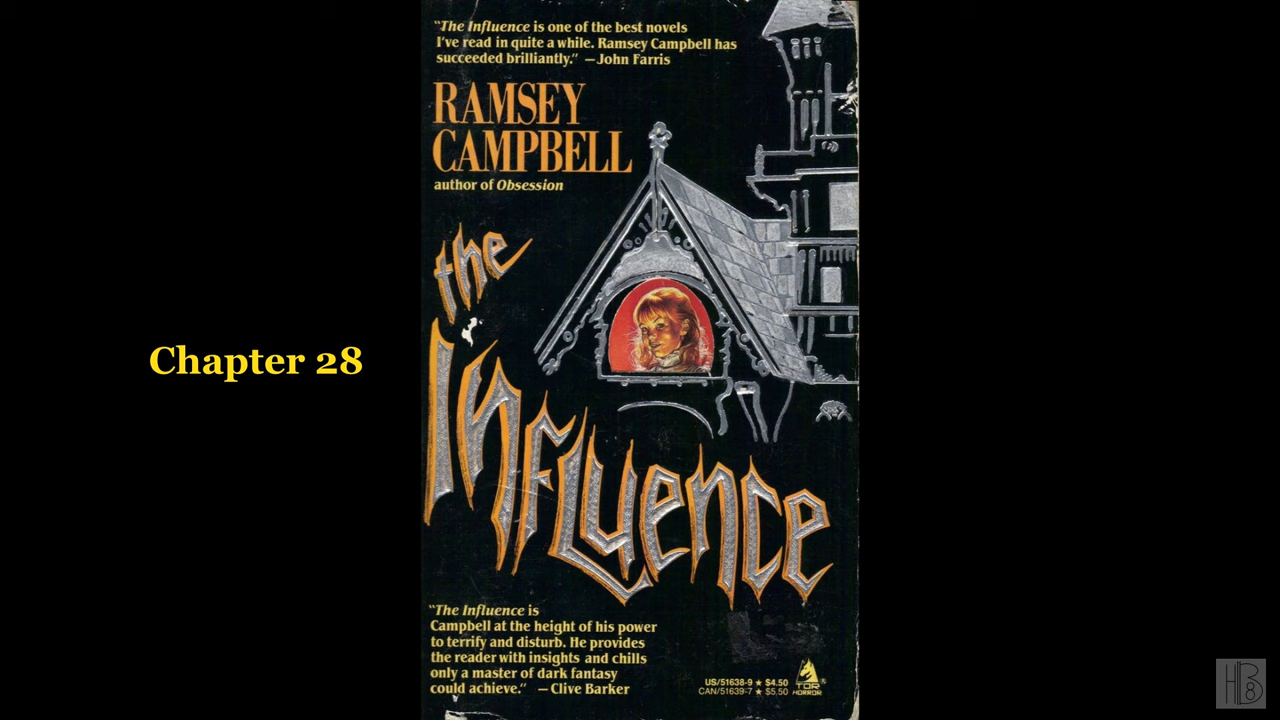 "The Influence is one of the best novels
I've read in quite a while. Ramsey Campbell has
succeeded brilliantly." —John Farris
RAMSEY
CAMPBELL
author of Obsession
the
Influence
Chapter 28
"The Influence is
Campbell at the height of his power
to terrify and disturb. He provides
the reader with insights and chills
only a master of dark fantasy
could achieve." —Clive Barker
US/51638-9 ★ $4.50
CAN/51639-7 ★ $5.50
TOR
HORROR
®
H B 8